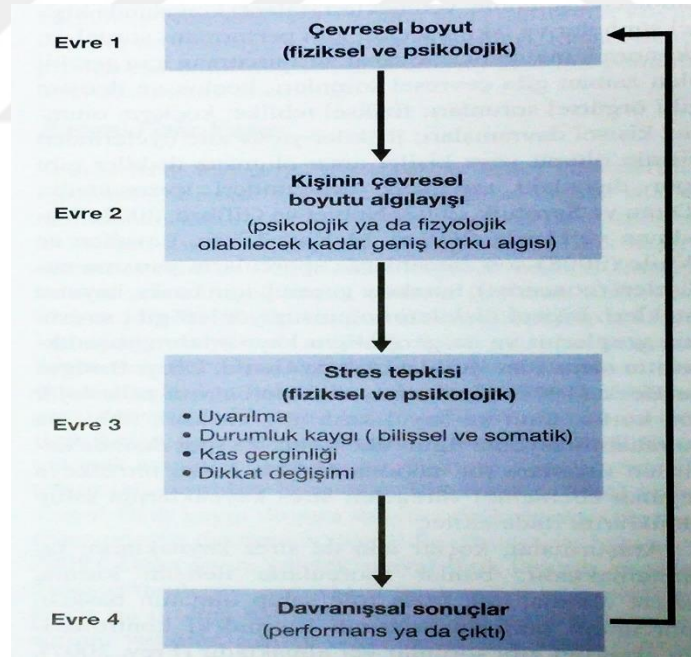 Evre 1
Çevresel boyut
(fiziksel ve psikolojik)
Evre 2
Kişinin çevresel
boyutu algılayışı
(psikolojik ya da fizyolojik
olabilecek kadar geniş korku algısı)
Evre 3
Stres tepkisi
(fiziksel ve psikolojik)
• Uyarılma
• Durumluk kaygı ( bilişsel ve somatik)
• Kas gerginliği
• Dikkat değişimi
Evre 4
Davranışsal sonuçlar
(performans ya da çıktı)